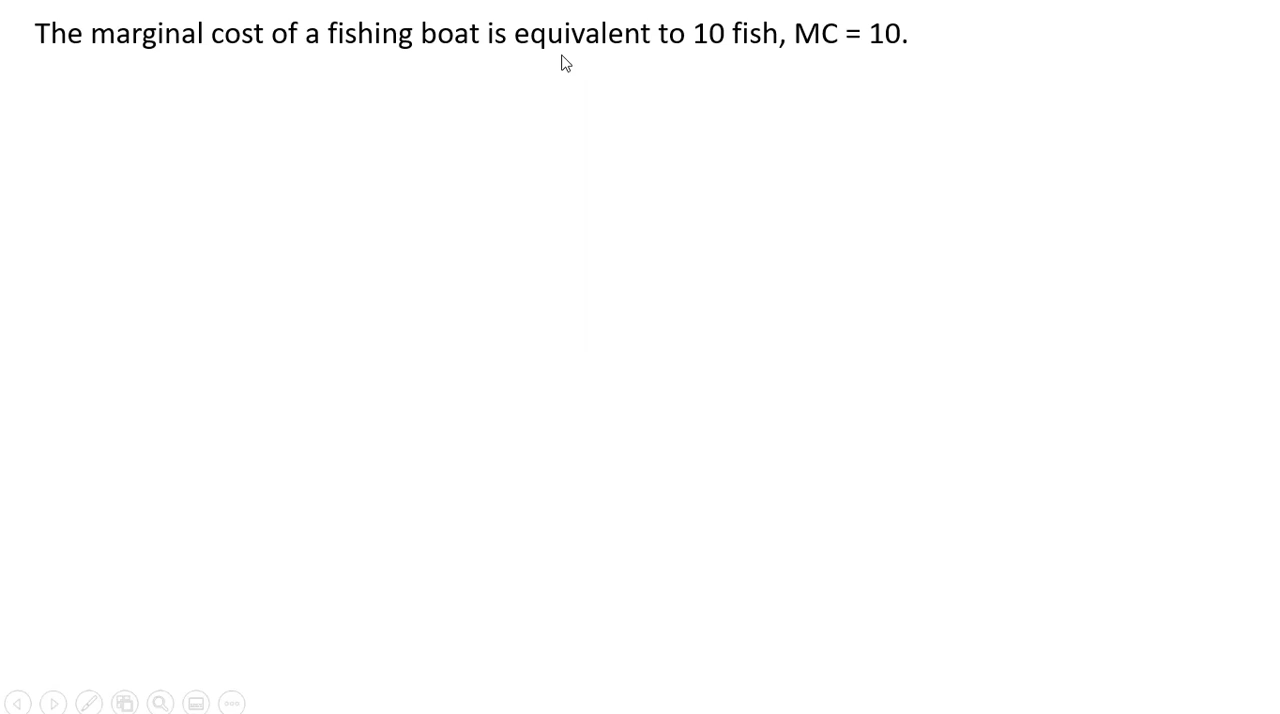 The marginal cost of a fishing boat is equivalent to 10 fish, MC = 10.